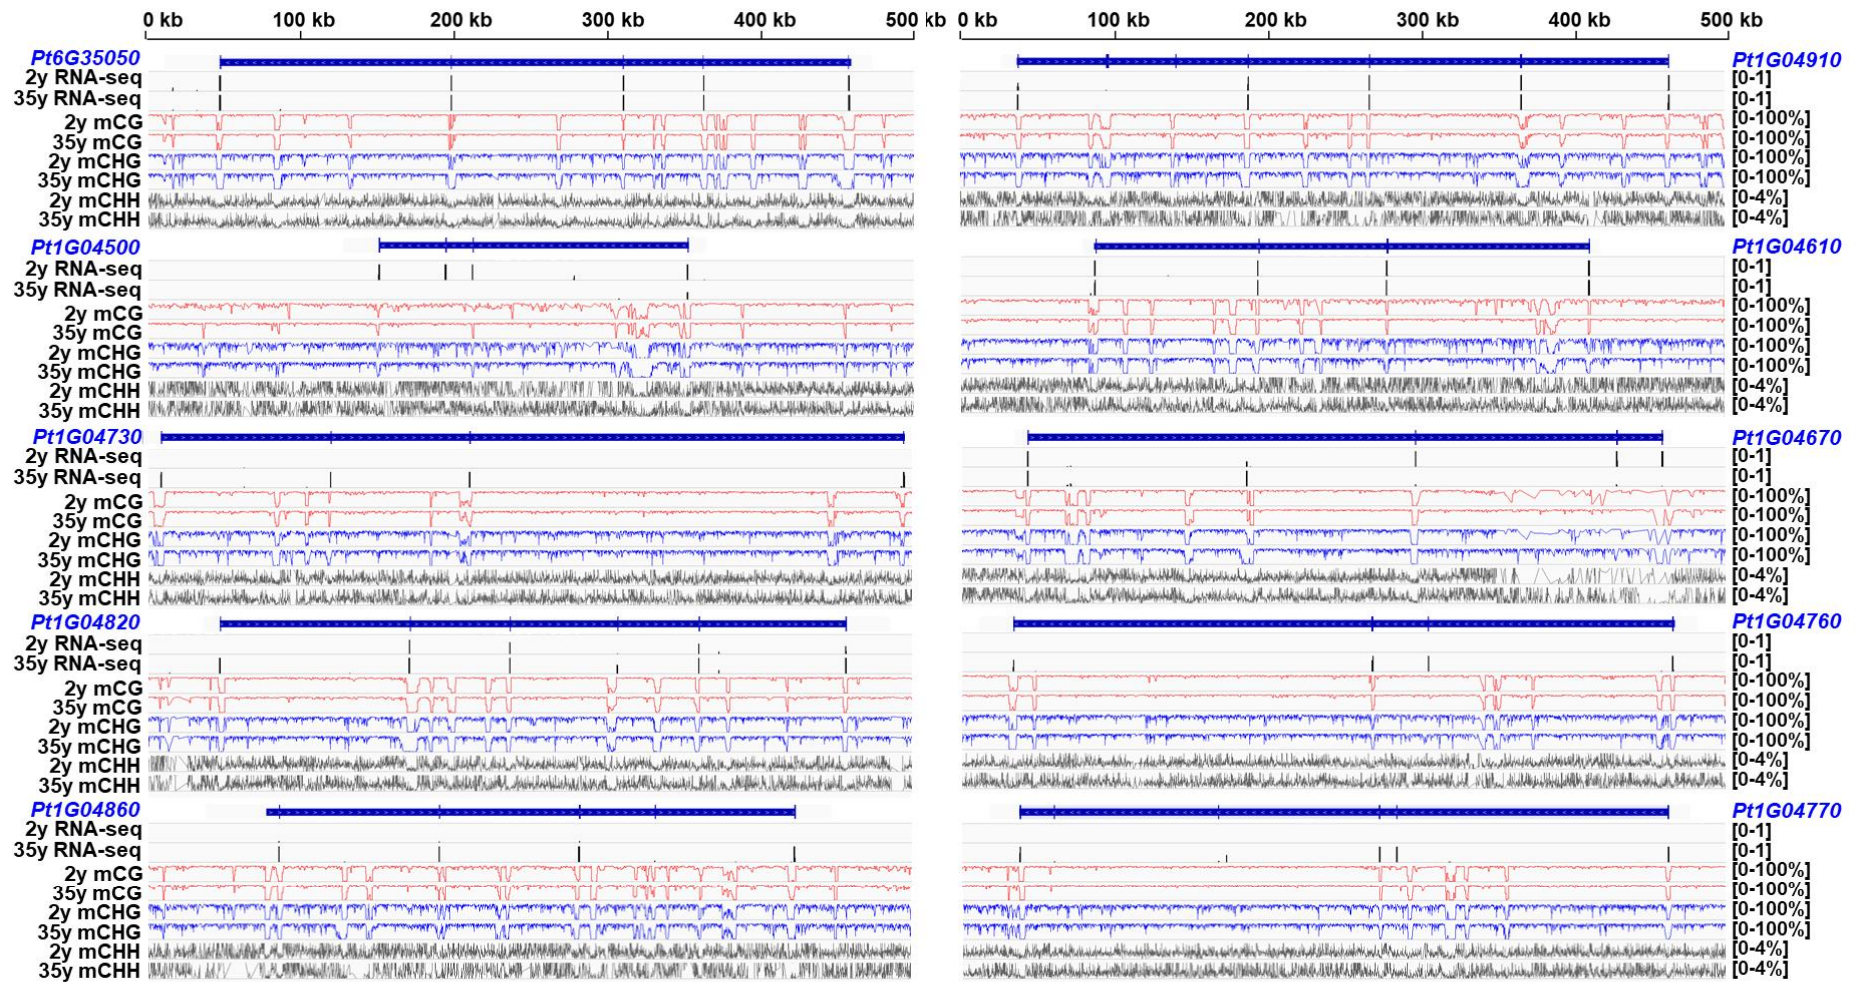 0 kb 100 kb 200 kb 300 kb 400 kb 500 kb 0 kb 100 kb 200 kb 300 kb 400 kb 500 kb
Pt6G35050 Pt1G04910
2y RNA-seq [0-1]
35y RNA-seq [0-1]
2y mCG [0-100%]
35y mCG [0-100%]
2y mCHG [0-100%]
35y mCHG [0-100%]
2y mCHH [0-4%]
35y mCHH [0-4%]
Pt1G04500 Pt1G04610
2y RNA-seq [0-1]
35y RNA-seq [0-1]
2y mCG [0-100%]
35y mCG [0-100%]
2y mCHG [0-100%]
35y mCHG [0-100%]
2y mCHH [0-4%]
35y mCHH [0-4%]
Pt1G04730 Pt1G04670
2y RNA-seq [0-1]
35y RNA-seq [0-1]
2y mCG [0-100%]
35y mCG [0-100%]
2y mCHG [0-100%]
35y mCHG [0-100%]
2y mCHH [0-4%]
35y mCHH [0-4%]
Pt1G04820 Pt1G04760
2y RNA-seq [0-1]
35y RNA-seq [0-1]
2y mCG [0-100%]
35y mCG [0-100%]
2y mCHG [0-100%]
35y mCHG [0-100%]
2y mCHH [0-4%]
35y mCHH [0-4%]
Pt1G04860 Pt1G04770
2y RNA-seq [0-1]
35y RNA-seq [0-1]
2y mCG [0-100%]
35y mCG [0-100%]
2y mCHG [0-100%]
35y mCHG [0-100%]
2y mCHH [0-4%]
35y mCHH [0-4%]